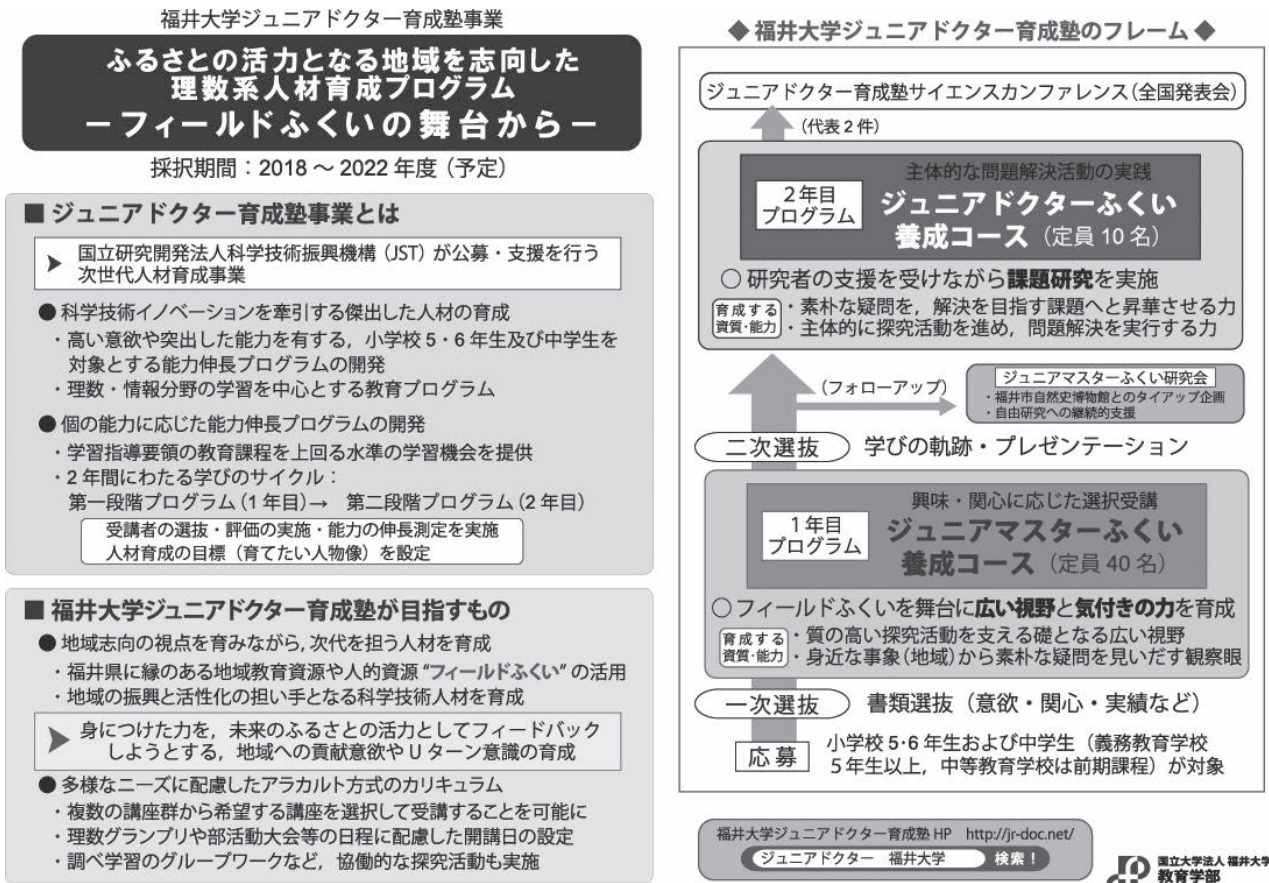 福井大学ジュニアドクター育成塾事業
ふるさとの活力となる地域を志向した
理数系人材育成プログラム
－フィールドふくいの舞台から－
採択期間：2018～2022年度（予定）
■ ジュニアドクター育成塾事業とは
➤ 国立研究開発法人科学技術振興機構（JST）が公募・支援を行う
次世代人材育成事業
● 科学技術イノベーションを牽引する傑出した人材の育成
・高い意欲や突出した能力を有する，小学校5・6年生及び中学生を
対象とする能力伸長プログラムの開発
・理数・情報分野の学習を中心とする教育プログラム
● 個の能力に応じた能力伸長プログラムの開発
・学習指導要領の教育課程を上回る水準の学習機会を提供
・2年間にわたる学びのサイクル：
第一段階プログラム（1年目）→ 第二段階プログラム（2年目）
受講者の選抜・評価の実施・能力の伸長測定を実施
人材育成の目標（育てたい人物像）を設定
■ 福井大学ジュニアドクター育成塾が目指すもの
● 地域志向の視点を育みながら，次代を担う人材を育成
・福井県に縁のある地域教育資源や人的資源“フィールドふくい”の活用
・地域の振興と活性化の担い手となる科学技術人材を育成
➤ 身につけた力を，未来のふるさとの活力としてフィードバック
しようとする，地域への貢献意欲やUターン意識の育成
● 多様なニーズに配慮したアラカルト方式のカリキュラム
・複数の講座群から希望する講座を選択して受講することを可能に
・理数グランプリや部活動大会等の日程に配慮した開講日の設定
・調べ学習のグループワークなど，協働的な探究活動も実施
◆ 福井大学ジュニアドクター育成塾のフレーム ◆
ジュニアドクター育成塾サイエンスカンファレンス（全国発表会）
（代表2件）
主体的な問題解決活動の実践
2年目
プログラム
ジュニアドクターふくい
養成コース（定員10名）
○ 研究者の支援を受けながら課題研究を実施
育成する
資質・能力
・素朴な疑問を，解決を目指す課題へと昇華させる力
・主体的に探究活動を進め，問題解決を実行する力
（フォローアップ）
ジュニアマスターふくい研究会
・福井市自然史博物館とのタイアップ企画
・自由研究への継続的支援
二次選抜 学びの軌跡・プレゼンテーション
興味・関心に応じた選択受講
1年目
プログラム
ジュニアマスターふくい
養成コース（定員40名）
○ フィールドふくいを舞台に広い視野と気付きの力を育成
育成する
資質・能力
・質の高い探究活動を支える礎となる広い視野
・身近な事象（地域）から素朴な疑問を見いだす観察眼
一次選抜 書類選抜（意欲・関心・実績など）
応募
小学校5・6年生および中学生（義務教育学校
5年生以上，中等教育学校は前期課程）が対象
福井大学ジュニアドクター育成塾HP http://jr-doc.net/
ジュニアドクター 福井大学 検索！
国立大学法人 福井大学
教育学部